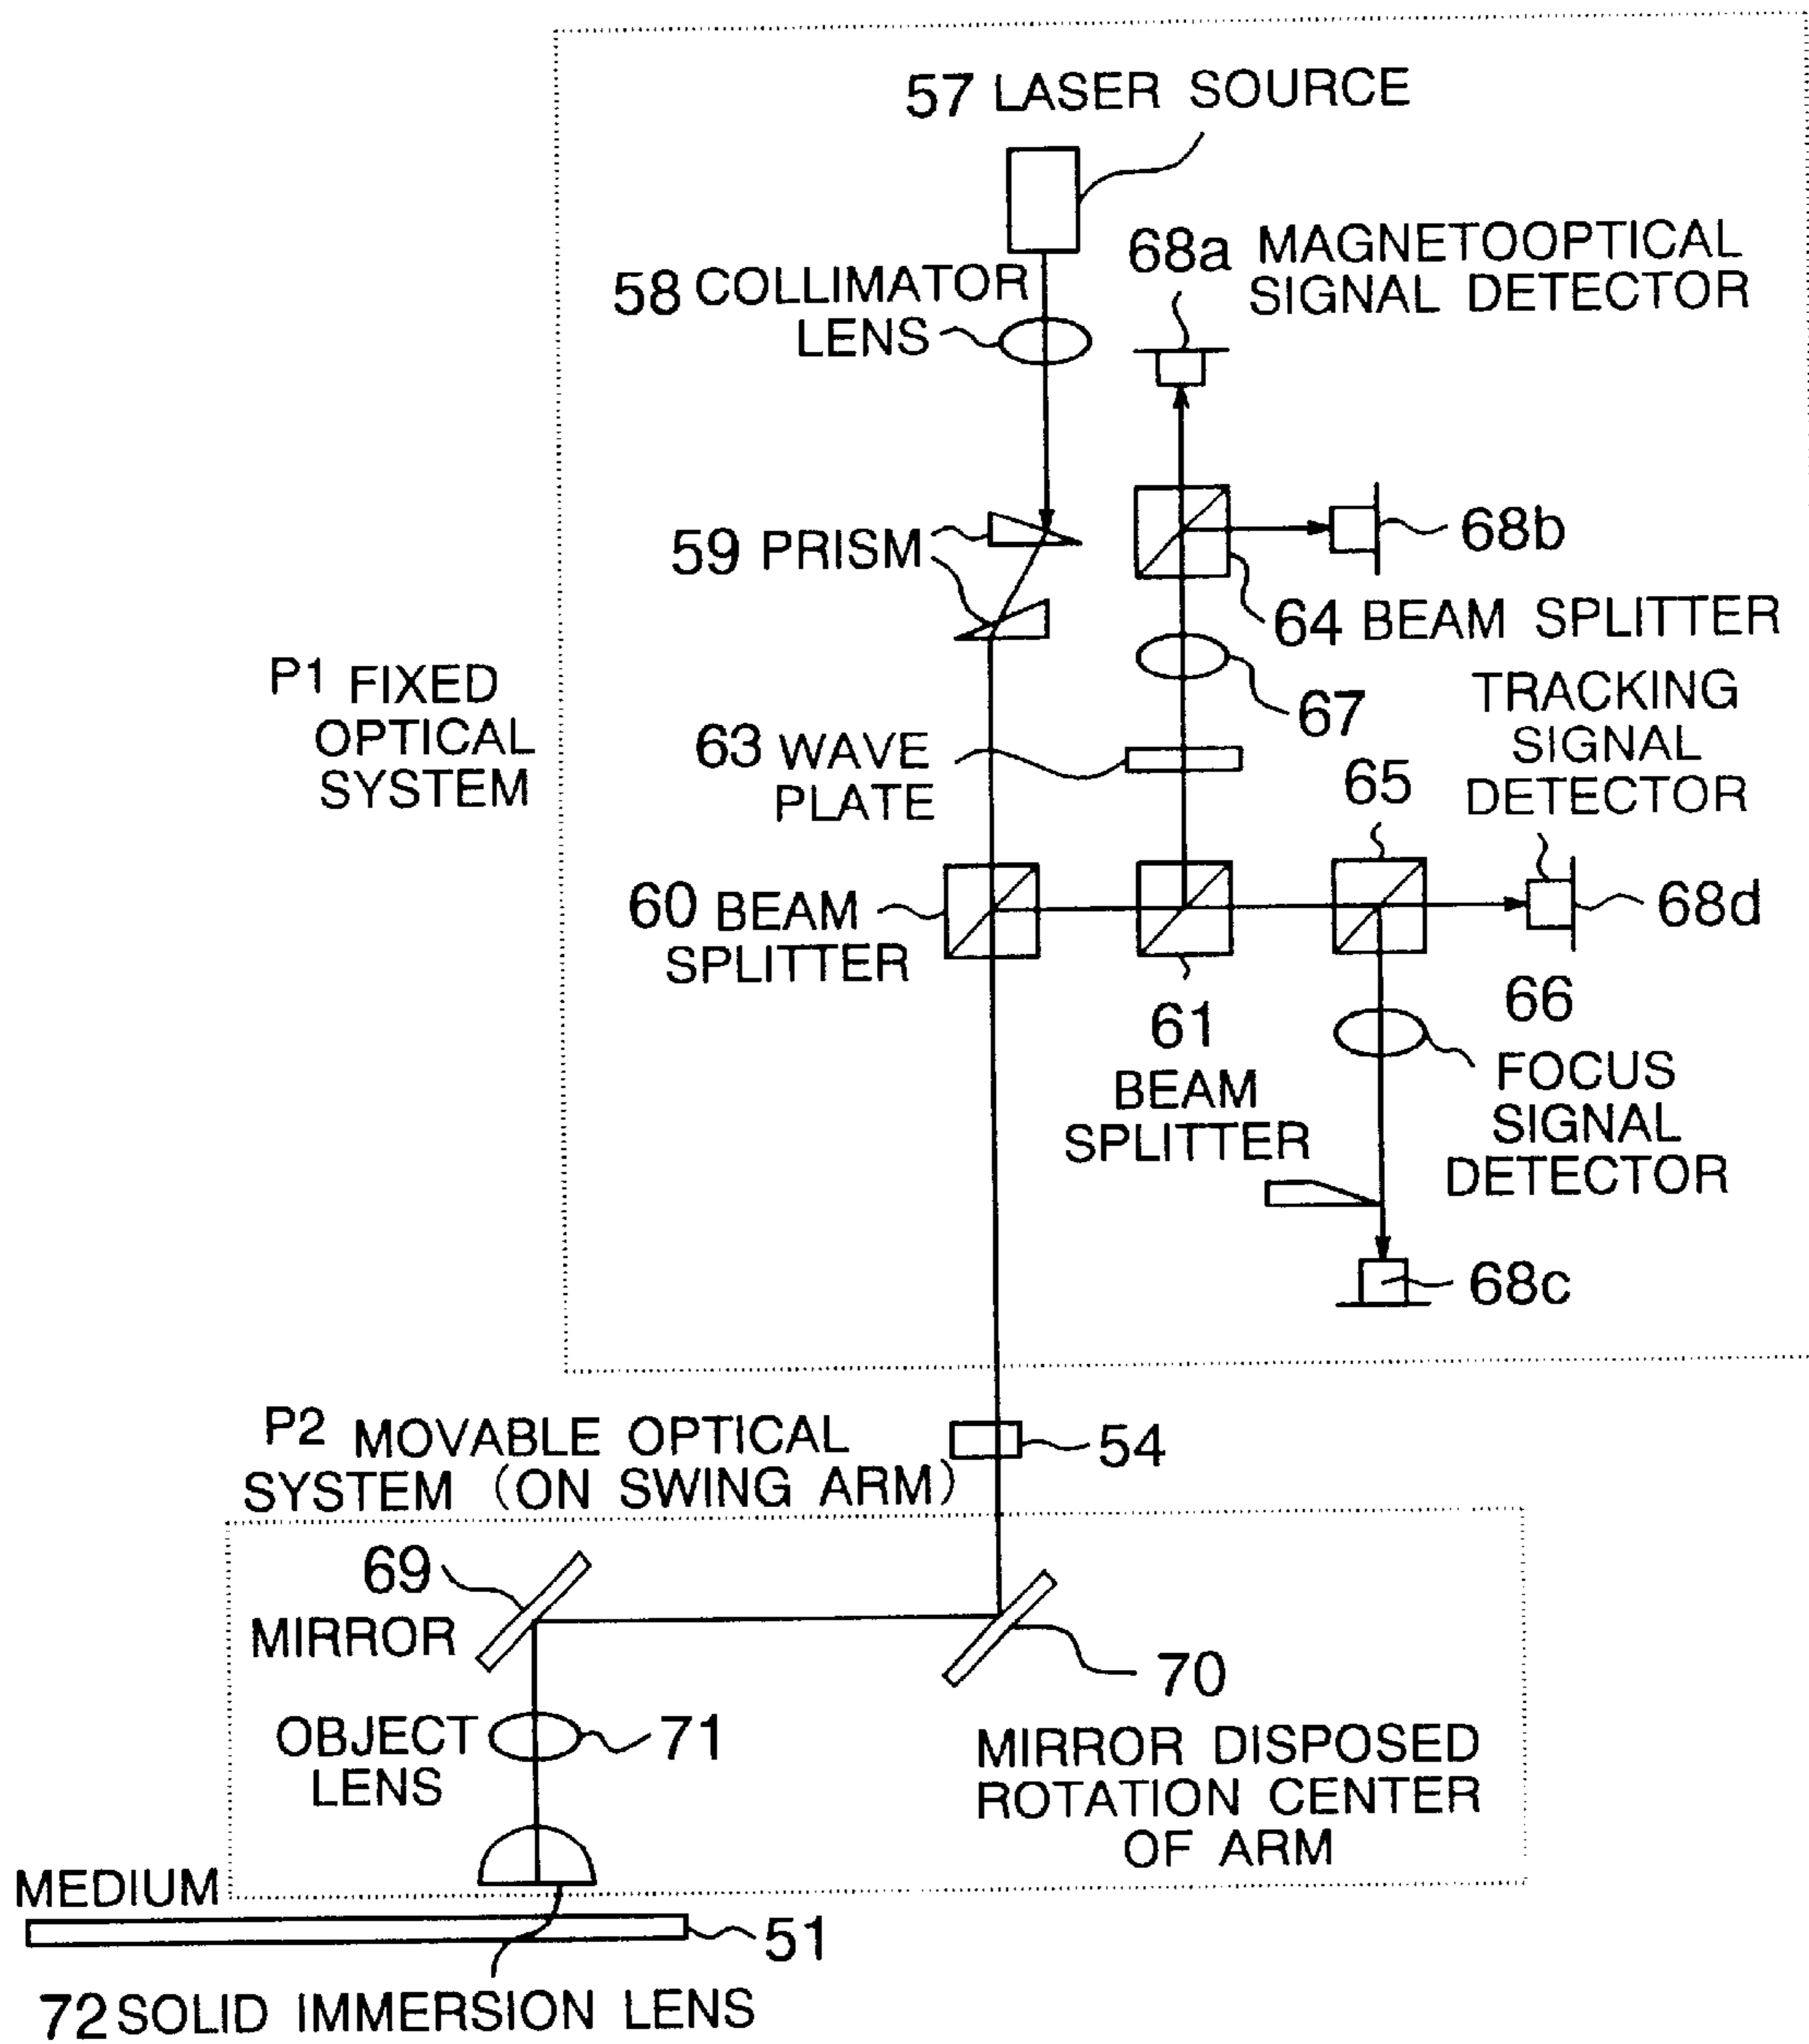 57 LASER SOURCE
68a MAGNETOOPTICAL
SIGNAL DETECTOR
58 COLLIMATOR
LENS
59 PRISM
68b
64 BEAM SPLITTER
P1 FIXED
OPTICAL
SYSTEM
67
63 WAVE
PLATE
65
TRACKING
SIGNAL
DETECTOR
60 BEAM
SPLITTER
68d
61
BEAM
SPLITTER
66
FOCUS
SIGNAL
DETECTOR
68c
P2 MOVABLE OPTICAL
SYSTEM (ON SWING ARM)
54
69
MIRROR
70
MIRROR DISPOSED
ROTATION CENTER
OF ARM
OBJECT
LENS
71
MEDIUM
51
72 SOLID IMMERSION LENS